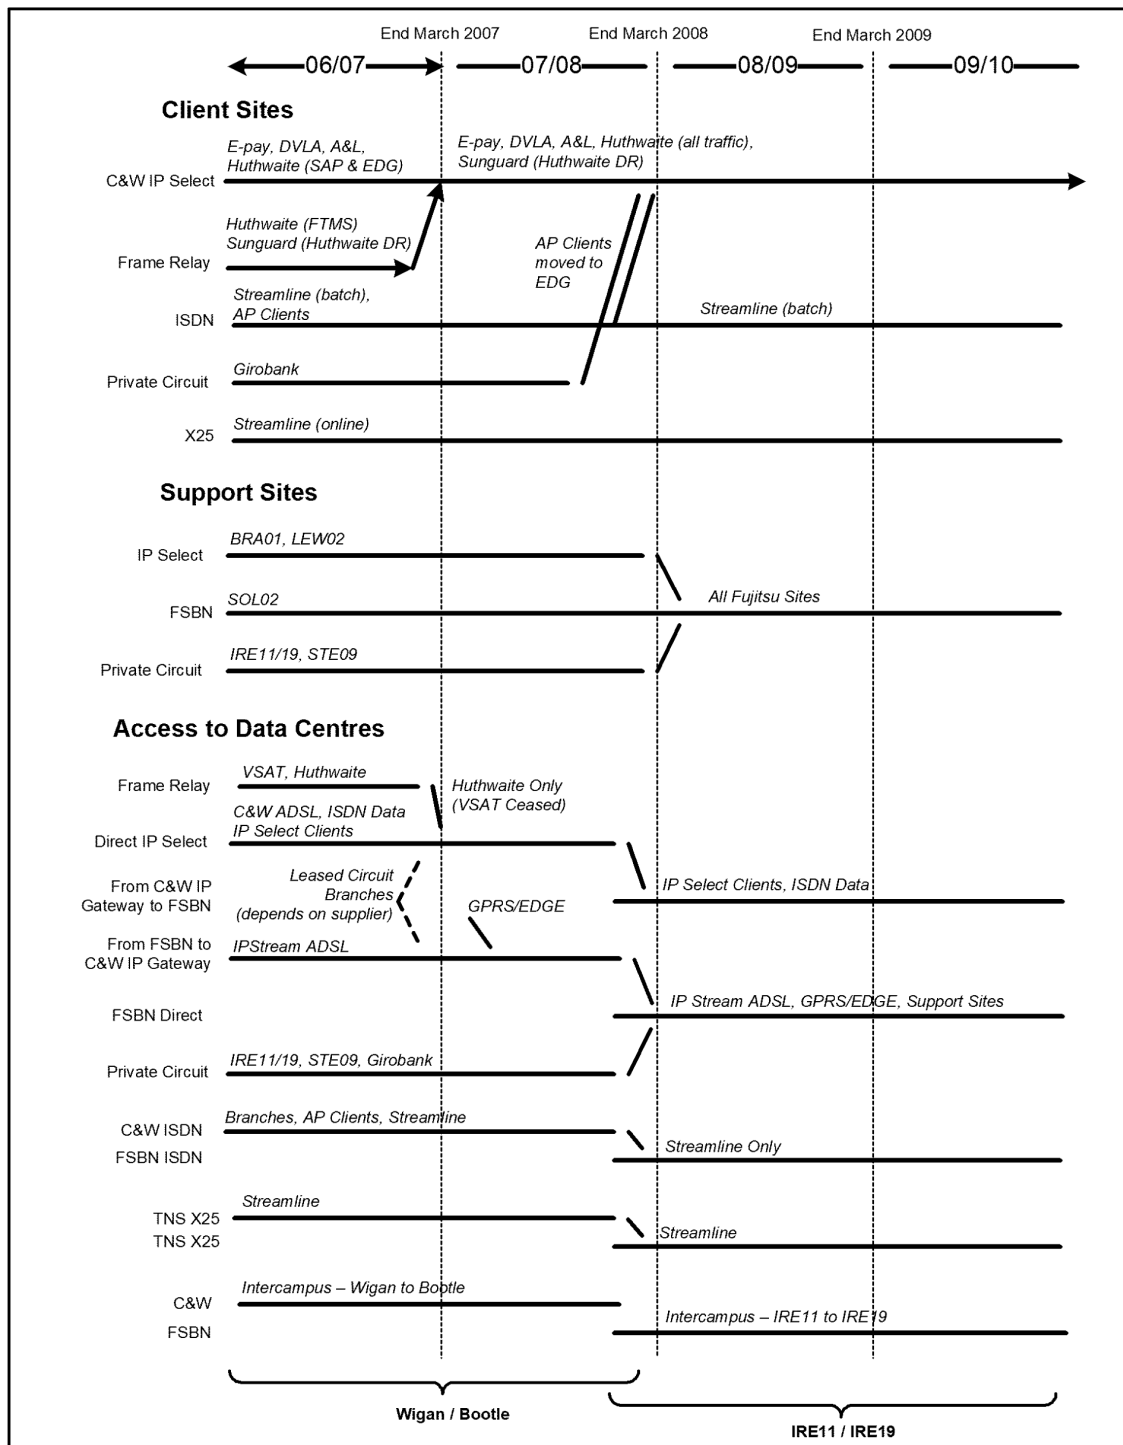 End March 2007
End March 2008
End March 2009
06/07
07/08
08/09
09/10
Client Sites
E-pay, DVLA, A&L,
Huthwaite (SAP & EDG)
E-pay, DVLA, A&L, Huthwaite (all traffic),
Sunguard (Huthwaite DR)
C&W IP Select
Huthwaite (FTMS)
Sunguard (Huthwaite DR)
Frame Relay
AP Clients
moved to
EDG
Streamline (batch),
AP Clients
ISDN
Streamline (batch)
Girobank
Private Circuit
Streamline (online)
X25
Support Sites
BRA01, LEW02
IP Select
SOL02
FSBN
All Fujitsu Sites
IRE11/19, STE09
Private Circuit
Access to Data Centres
VSAT, Huthwaite
Frame Relay
Huthwaite Only
(VSAT Ceased)
C&W ADSL, ISDN Data
IP Select Clients
Direct IP Select
Leased Circuit
Branches
(depends on supplier)
From C&W IP
Gateway to FSBN
IP Select Clients, ISDN Data
GPRS/EDGE
From FSBN to
C&W IP Gateway
IPStream ADSL
FSBN Direct
IP Stream ADSL, GPRS/EDGE, Support Sites
IRE11/19, STE09, Girobank
Private Circuit
Branches, AP Clients, Streamline
C&W ISDN
FSBN ISDN
Streamline Only
Streamline
TNS X25
TNS X25
Streamline
Intercampus – Wigan to Bootle
C&W
Intercampus – IRE11 to IRE19
FSBN
Wigan / Bootle
IRE11 / IRE19